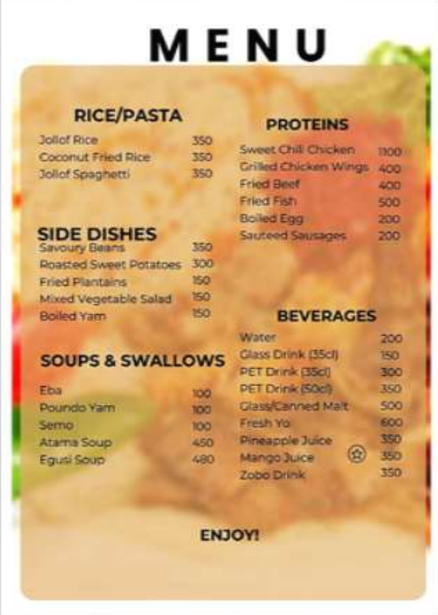 MENU
RICE/PASTA
Jollof Rice 350
Coconut Fried Rice 350
Jollof Spaghetti 350
SIDE DISHES
Savoury Beans 350
Roasted Sweet Potatoes 300
Fried Plantains 150
Mixed Vegetable Salad 150
Boiled Yam 150
SOUPS & SWALLOWS
Eba 100
Poundo Yam 100
Semo 100
Atama Soup 450
Egusi Soup 480
PROTEINS
Sweet Chili Chicken 1100
Grilled Chicken Wings 400
Fried Beef 400
Fried Fish 500
Boiled Egg 200
Sauteed Sausages 200
BEVERAGES
Water 200
Glass Drink (35cl) 150
PET Drink (35cl) 300
PET Drink (50cl) 350
Glass/Canned Malt 500
Fresh Yo 600
Pineapple Juice 350
Mango Juice 350
Zobo Drink 350
ENJOY!